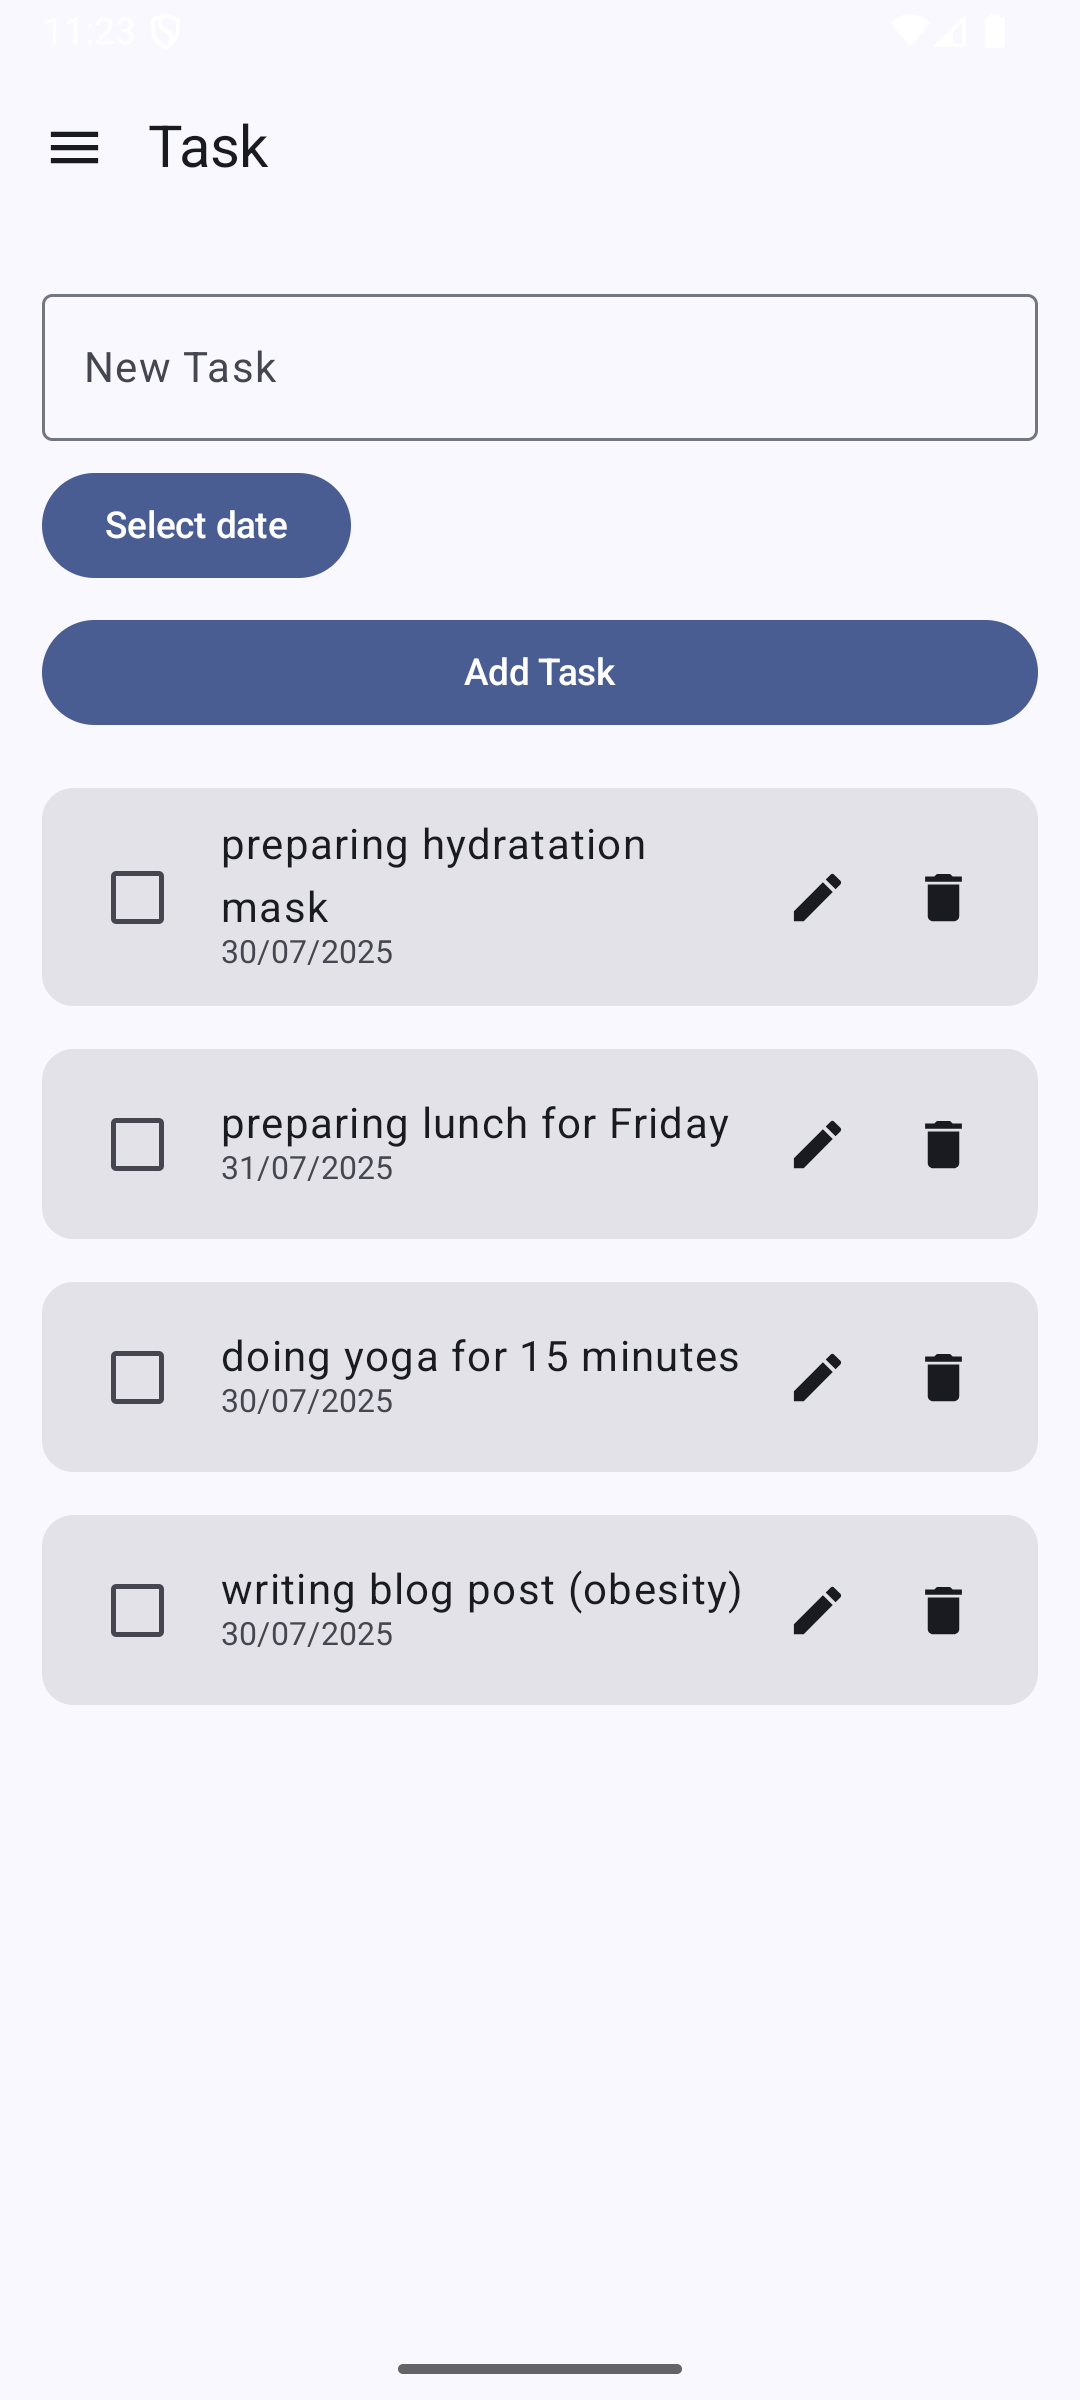 11:23
Task
New Task
Select date
Add Task
preparing hydratation
mask
30/07/2025
preparing lunch for Friday
31/07/2025
doing yoga for 15 minutes
30/07/2025
writing blog post (obesity)
30/07/2025